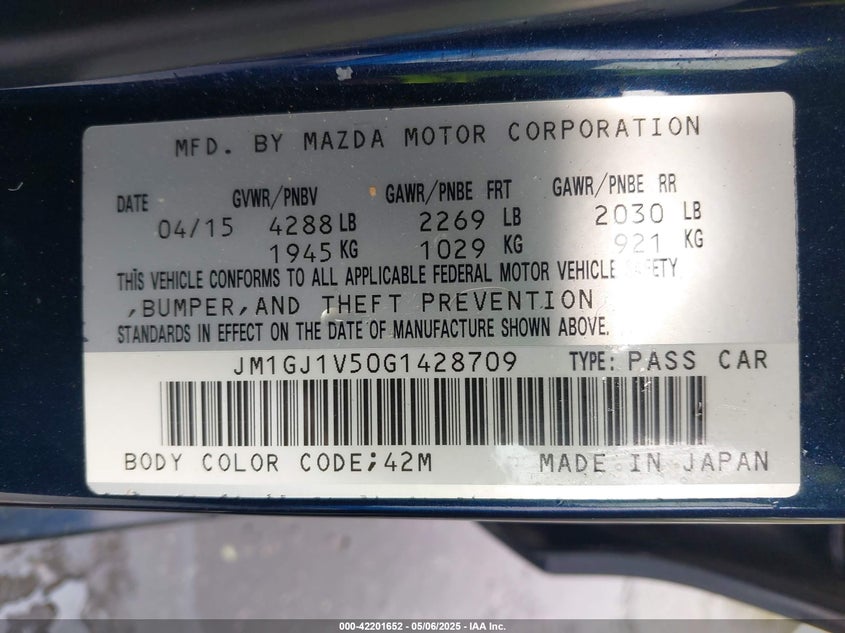 MFD. BY MAZDA MOTOR CORPORATION
DATE GVWR/PNBV GAWR/PNBE FRT GAWR/PNBE RR
04/15 4288 LB 2269 LB 2030 LB
1945 KG 1029 KG 921 KG
THIS VEHICLE CONFORMS TO ALL APPLICABLE FEDERAL MOTOR VEHICLE SAFETY
,BUMPER,AND THEFT PREVENTION
STANDARDS IN EFFECT ON THE DATE OF MANUFACTURE SHOWN ABOVE.
JM1GJ1V50G1428709 TYPE: PASS CAR
BODY COLOR CODE;42M MADE IN JAPAN
000-42201652 - 05/06/2025 - IAA Inc.